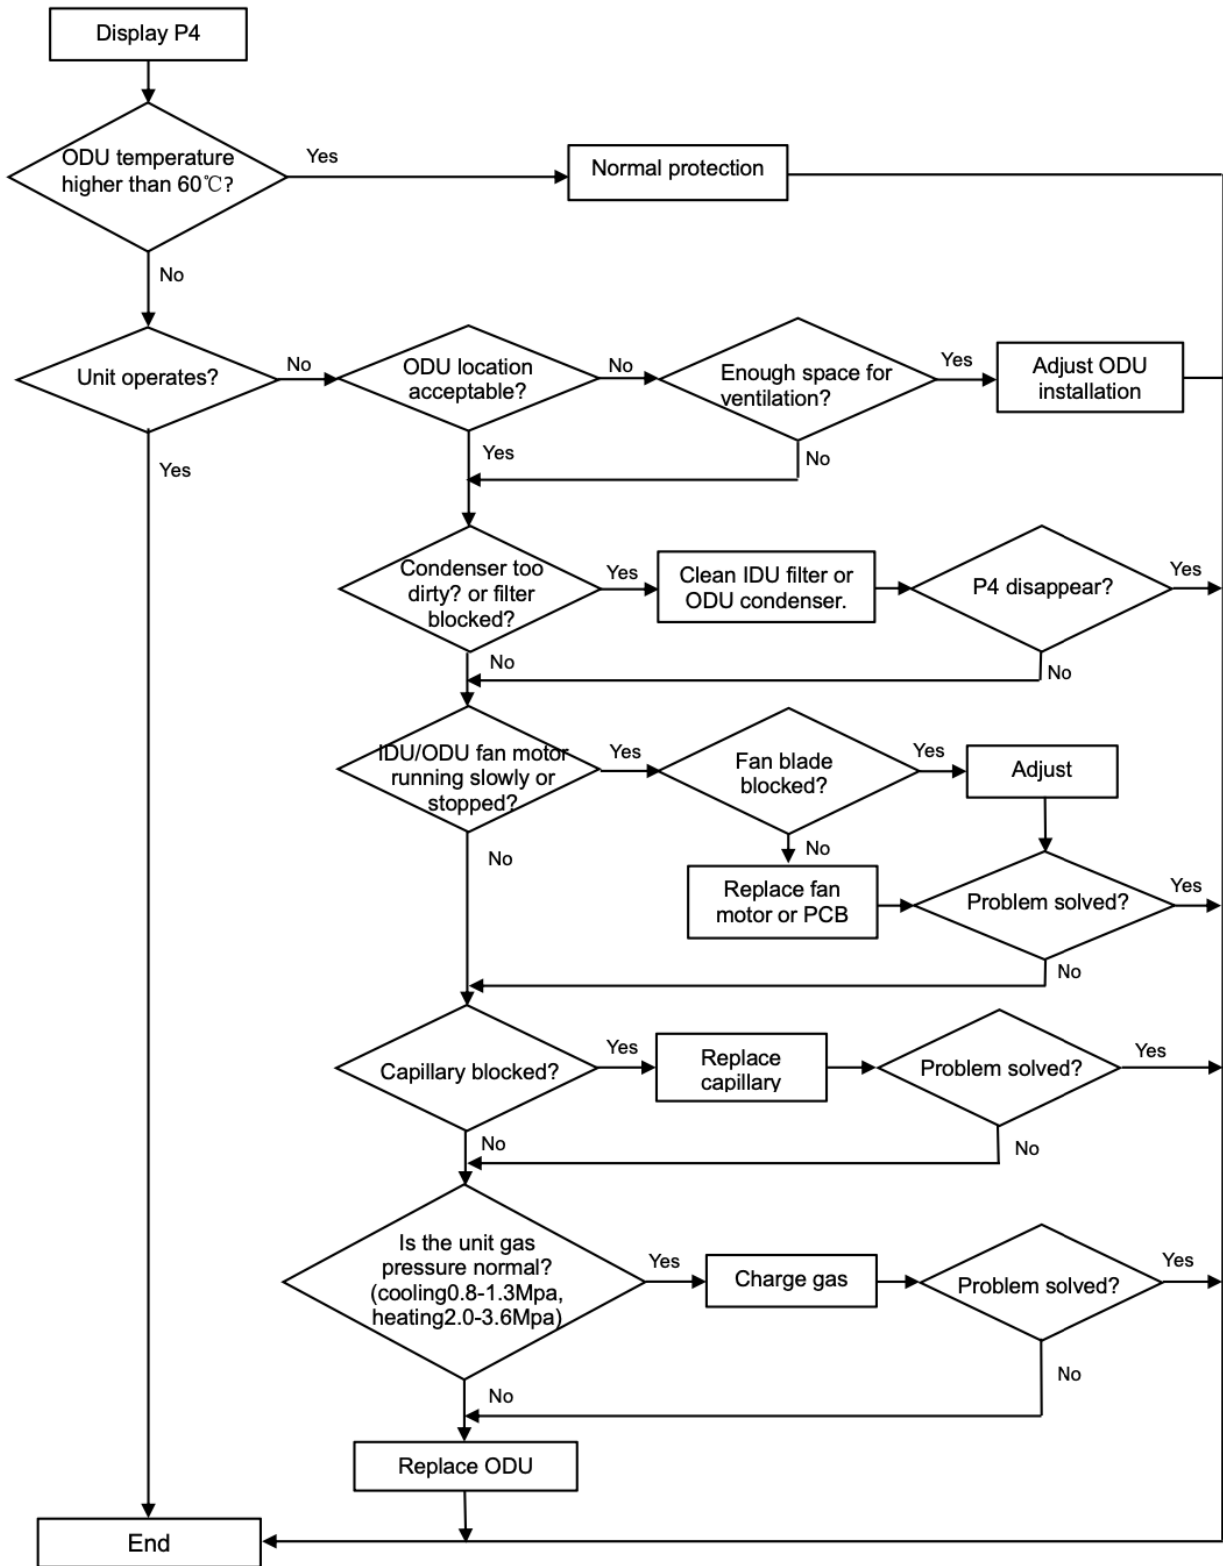 Display P4
ODU temperature
higher than 60℃?
Yes
Normal protection
No
Unit operates?
No
ODU location
acceptable?
No
Enough space for
ventilation?
Yes
Adjust ODU
installation
Yes
Yes
No
Condenser too
dirty? or filter
blocked?
Yes
Clean IDU filter or
ODU condenser.
P4 disappear?
Yes
No
No
IDU/ODU fan motor
running slowly or
stopped?
Yes
Fan blade
blocked?
Yes
Adjust
No
No
Replace fan
motor or PCB
Problem solved?
Yes
No
Capillary blocked?
Yes
Replace
capillary
Problem solved?
Yes
No
No
Is the unit gas
pressure normal?
(cooling0.8-1.3Mpa,
heating2.0-3.6Mpa)
Yes
Charge gas
Problem solved?
Yes
No
No
Replace ODU
End